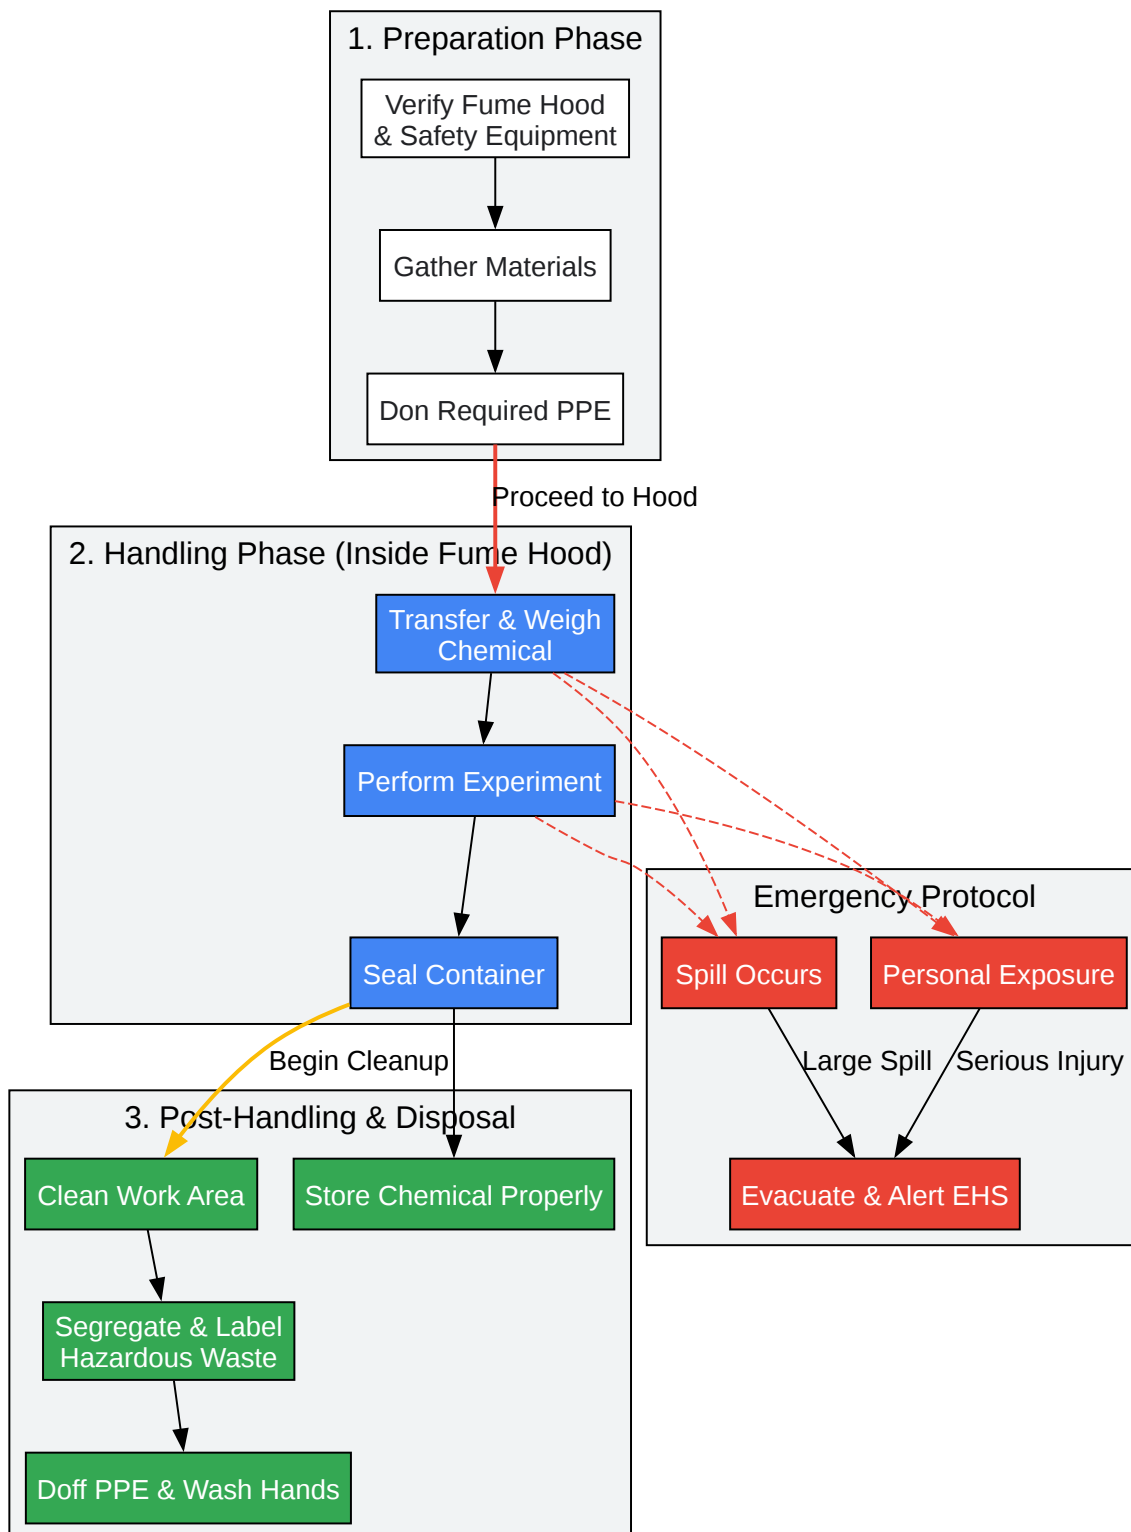 1. Preparation Phase
Verify Fume Hood
& Safety Equipment
Gather Materials
Don Required PPE
Proceed to Hood
2. Handling Phase (Inside Fume Hood)
Transfer & Weigh
Chemical
Perform Experiment
Seal Container
Emergency Protocol
Spill Occurs
Personal Exposure
Large Spill
Serious Injury
Evacuate & Alert EHS
Begin Cleanup
3. Post-Handling & Disposal
Clean Work Area
Store Chemical Properly
Segregate & Label
Hazardous Waste
Doff PPE & Wash Hands